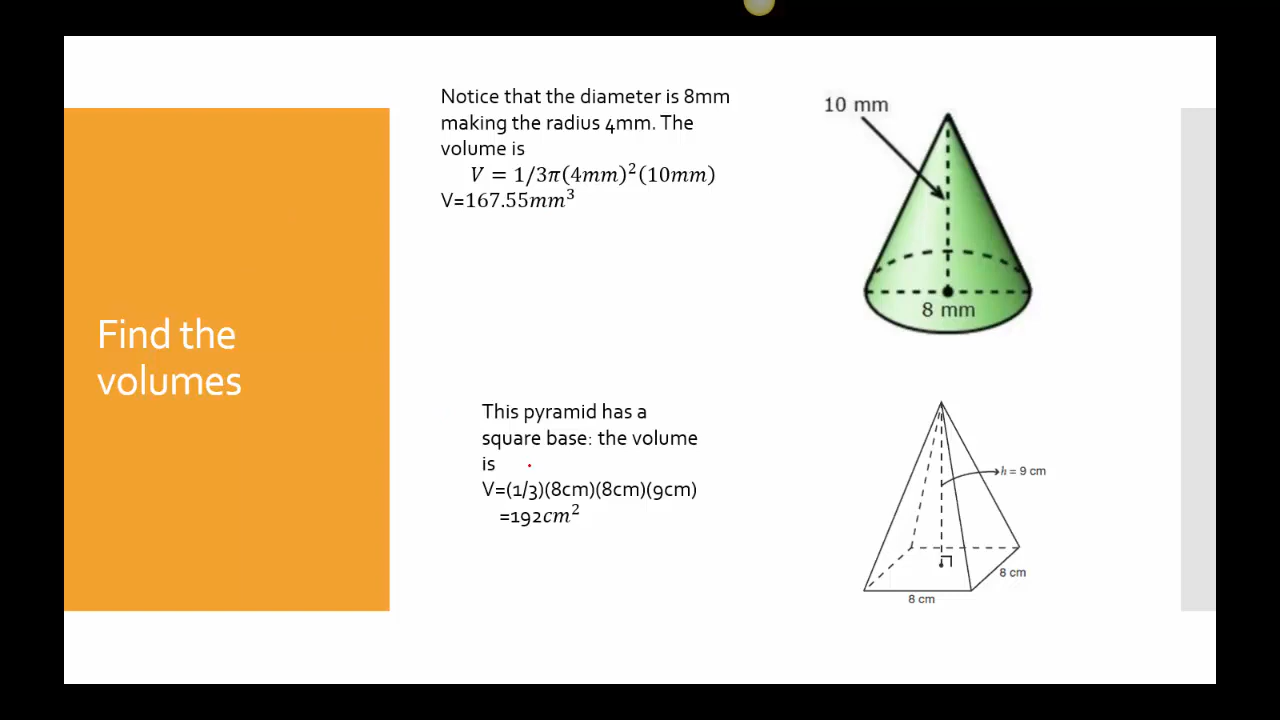 Find the
volumes
Notice that the diameter is 8mm
making the radius 4mm. The
volume is
V = 1/3π(4mm)²(10mm)
V=167.55mm³
10 mm
8 mm
This pyramid has a
square base: the volume
is
V=(1/3)(8cm)(8cm)(9cm)
=192cm²
h = 9 cm
8 cm
8 cm